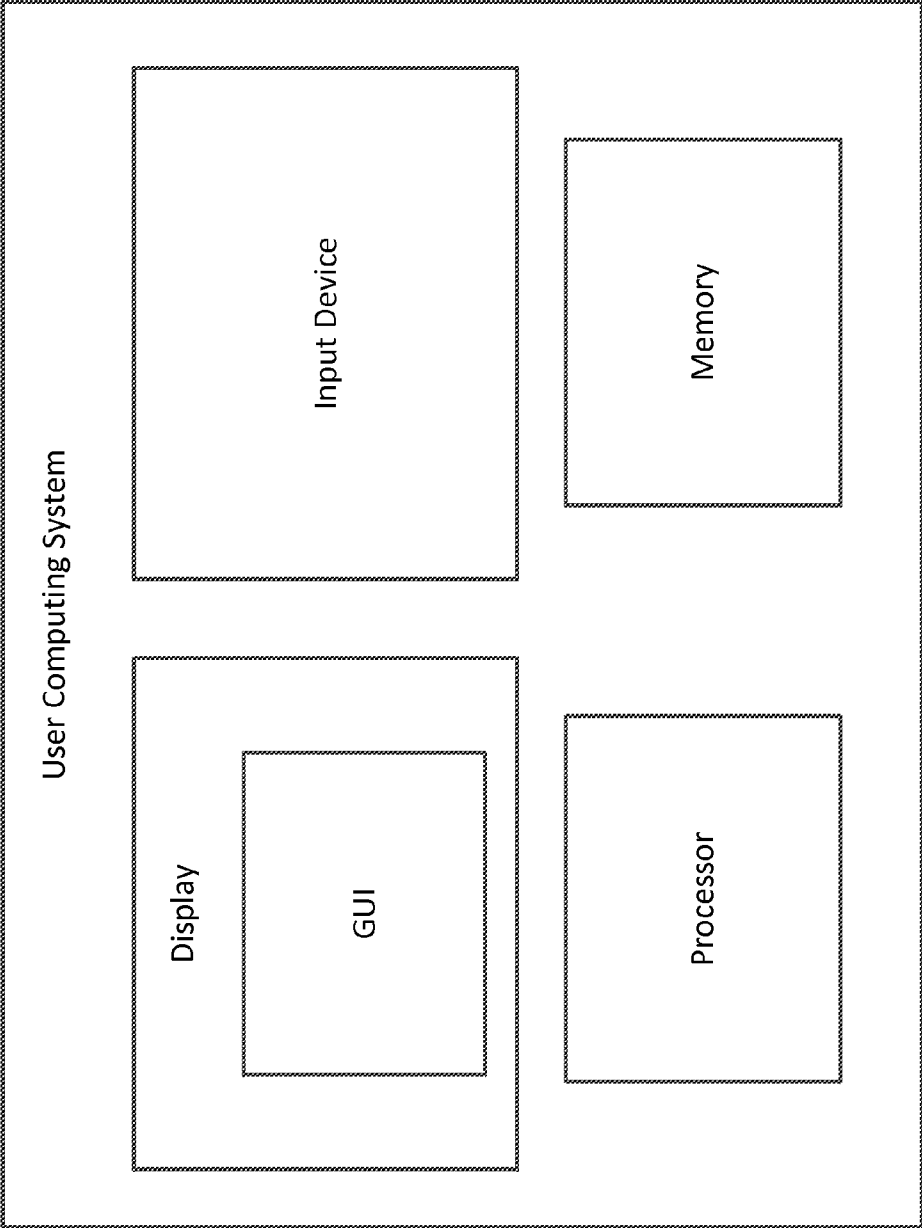 User Computing System
Display
GUI
Input Device
Processor
Memory